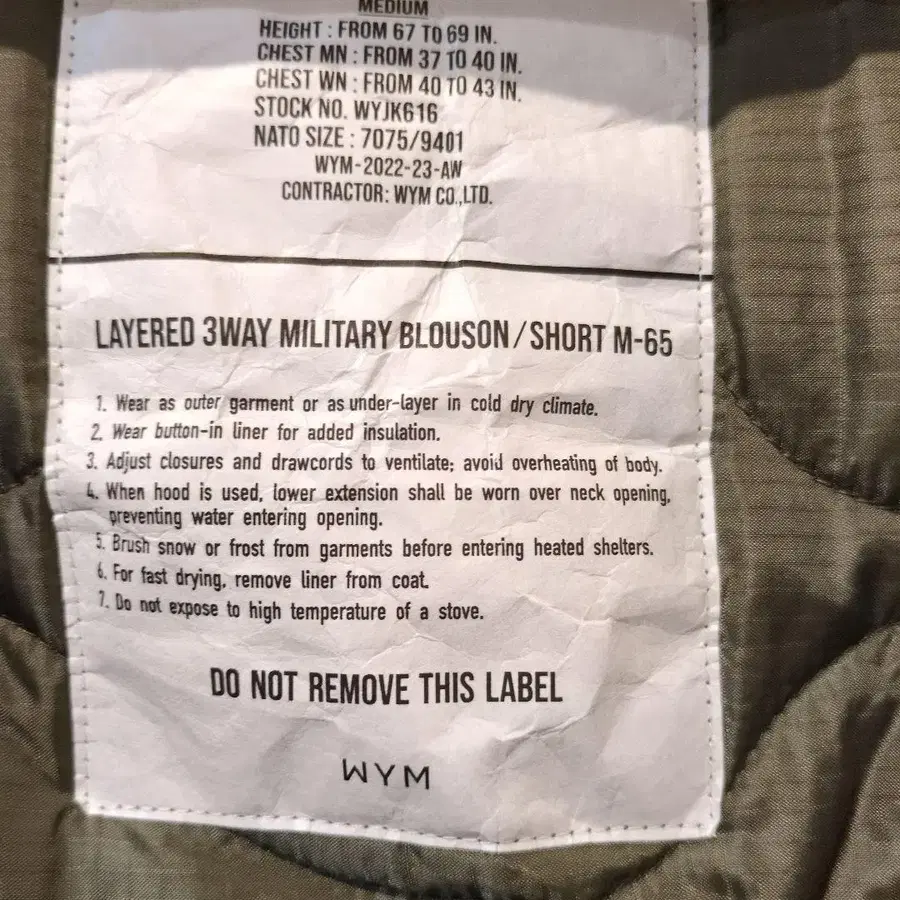 MEDIUM
HEIGHT : FROM 67 TO 69 IN.
CHEST MN : FROM 37 TO 40 IN.
CHEST WN : FROM 40 TO 43 IN.
STOCK NO. WYJK616
NATO SIZE : 7075/9401
WYM-2022-23-AW
CONTRACTOR: WYM CO.,LTD.
LAYERED 3WAY MILITARY BLOUSON / SHORT M-65
1. Wear as outer garment or as under-layer in cold dry climate.
2. Wear button-in liner for added insulation.
3. Adjust closures and drawcords to ventilate; avoid overheating of body.
4. When hood is used, lower extension shall be worn over neck opening,
preventing water entering opening.
5. Brush snow or frost from garments before entering heated shelters.
6. For fast drying, remove liner from coat.
7. Do not expose to high temperature of a stove.
DO NOT REMOVE THIS LABEL
WYM